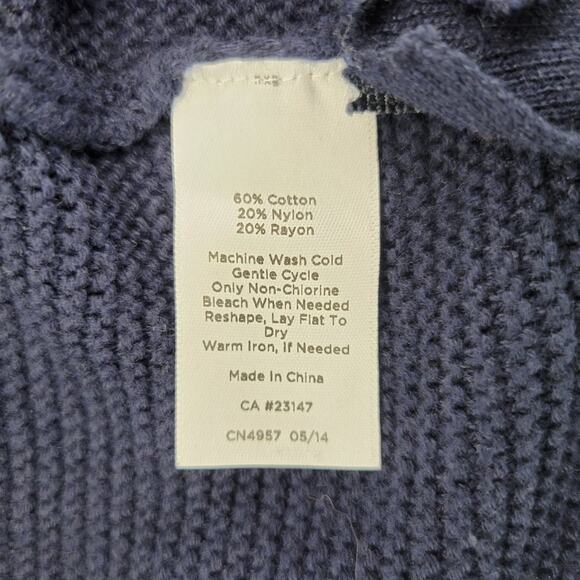 60% Cotton
20% Nylon
20% Rayon
Machine Wash Cold
Gentle Cycle
Only Non-Chlorine
Bleach When Needed
Reshape, Lay Flat To
Dry
Warm Iron, If Needed
Made In China
CA #23147
CN4957 05/14